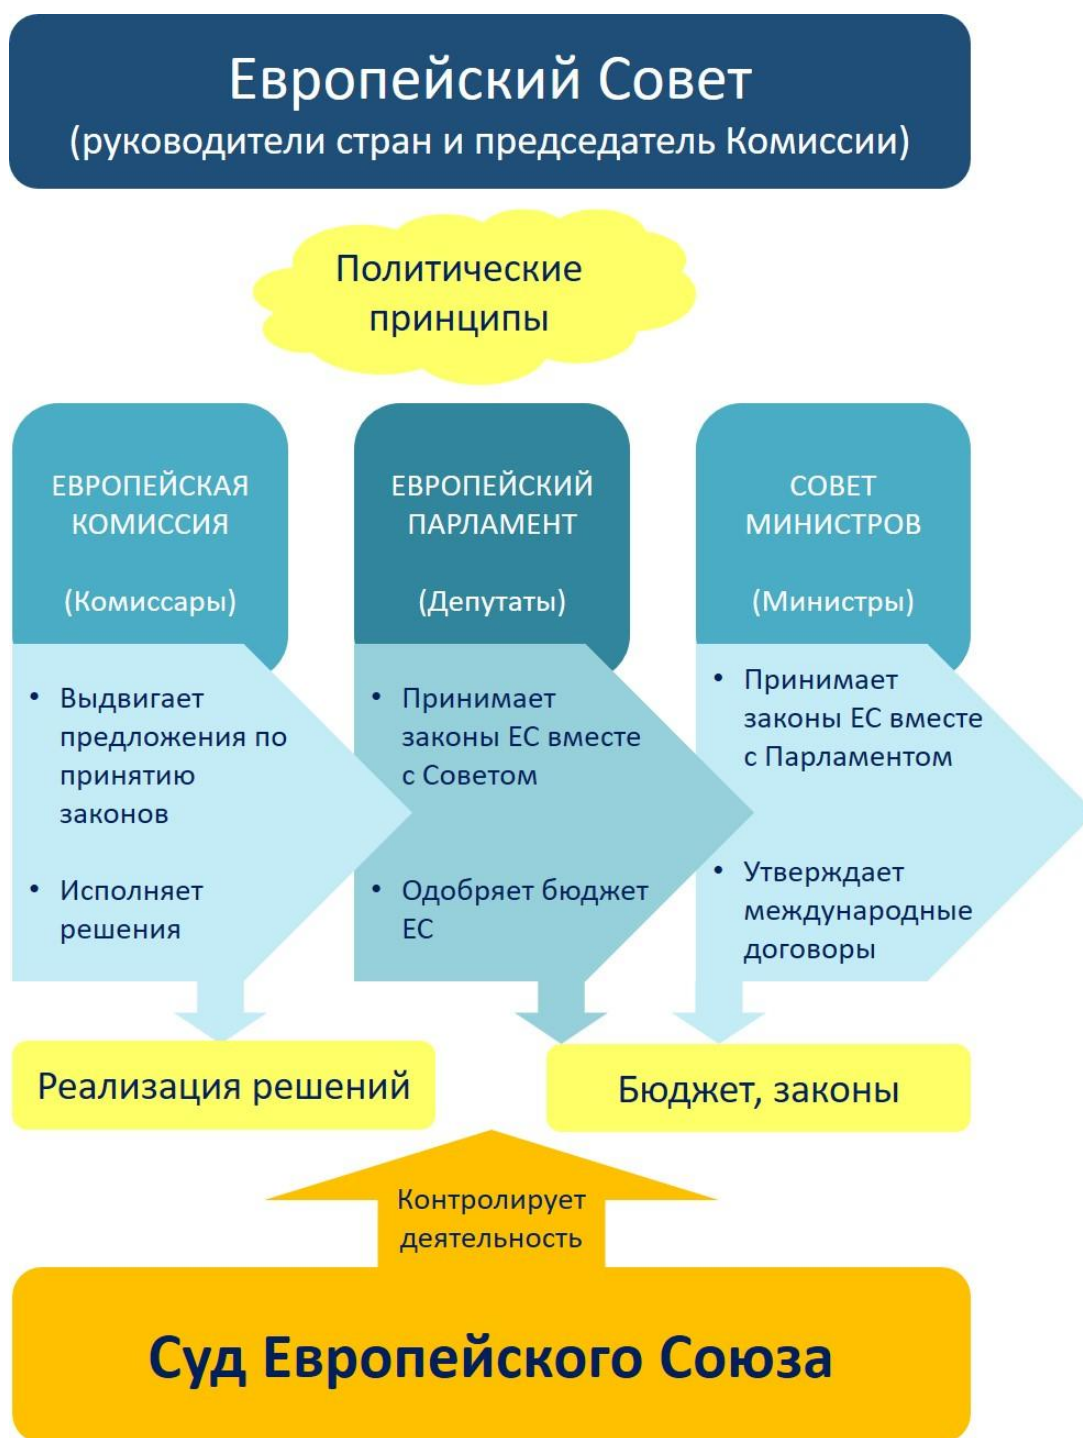 Европейский Совет
(руководители стран и председатель Комиссии)
Политические
принципы
ЕВРОПЕЙСКАЯ
КОМИССИЯ
(Комиссары)
• Выдвигает
предложения по
принятию
законов
• Исполняет
решения
ЕВРОПЕЙСКИЙ
ПАРЛАМЕНТ
(Депутаты)
• Принимает
законы ЕС вместе
с Советом
• Одобряет бюджет
ЕС
СОВЕТ
МИНИСТРОВ
(Министры)
• Принимает
законы ЕС вместе
с Парламентом
• Утверждает
международные
договоры
Реализация решений
Бюджет, законы
Контролирует
деятельность
Суд Европейского Союза